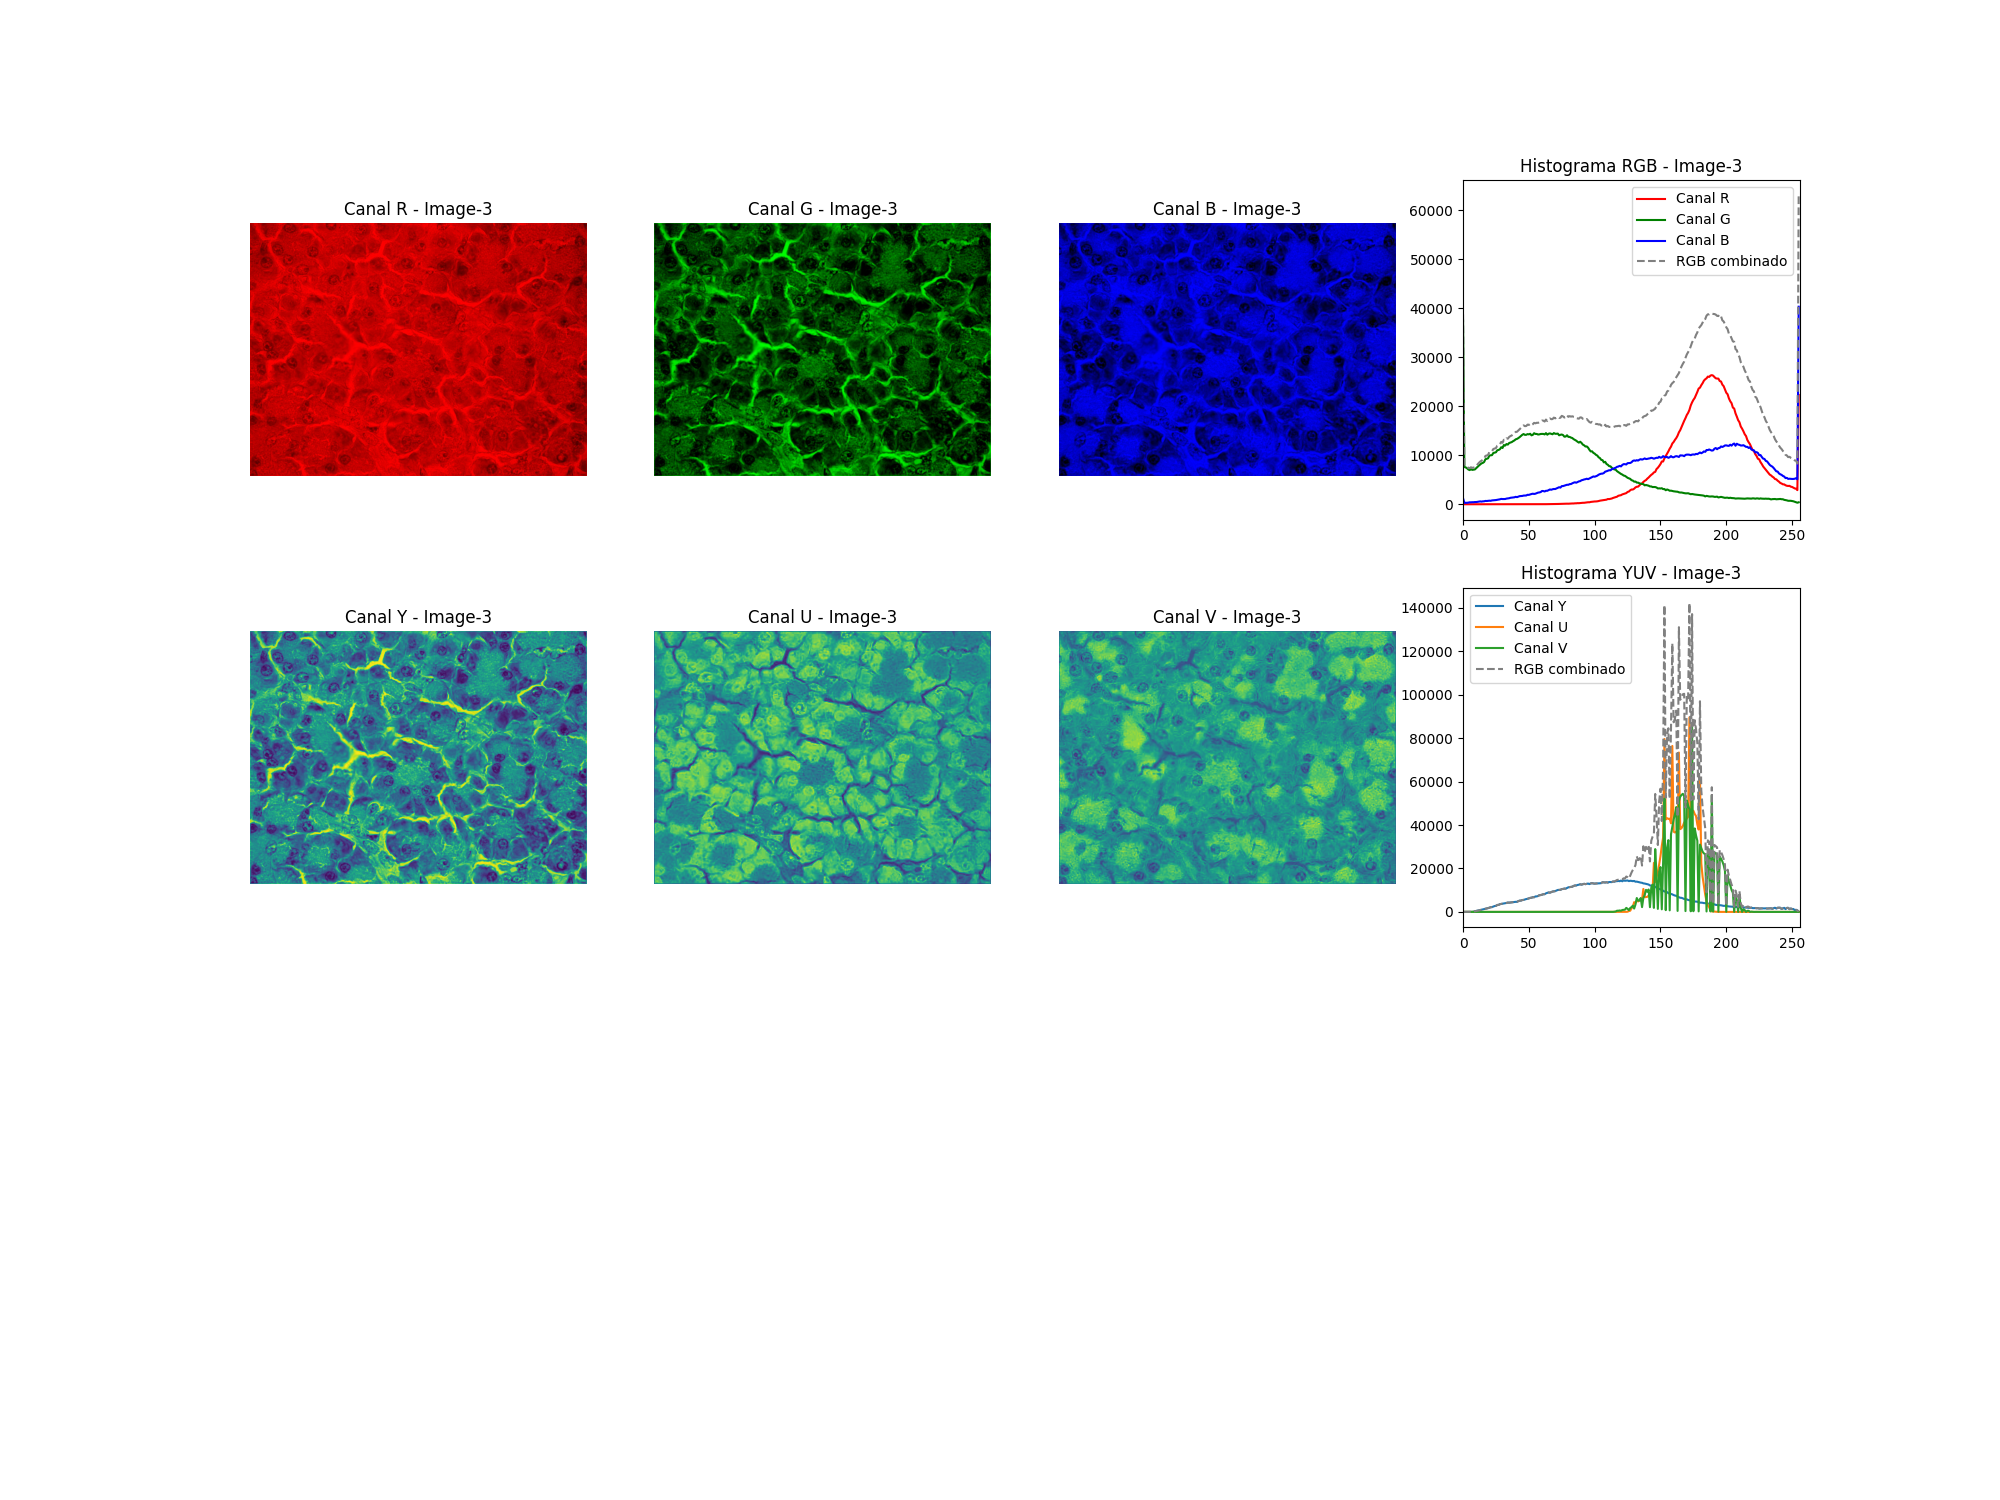 Canal R - Image-3
Canal G - Image-3
Canal B - Image-3
Histograma RGB - Image-3
60000
50000
40000
30000
20000
10000
0
0 50 100 150 200 250
Canal R
Canal G
Canal B
RGB combinado
Canal Y - Image-3
Canal U - Image-3
Canal V - Image-3
Histograma YUV - Image-3
140000
120000
100000
80000
60000
40000
20000
0
0 50 100 150 200 250
Canal Y
Canal U
Canal V
RGB combinado